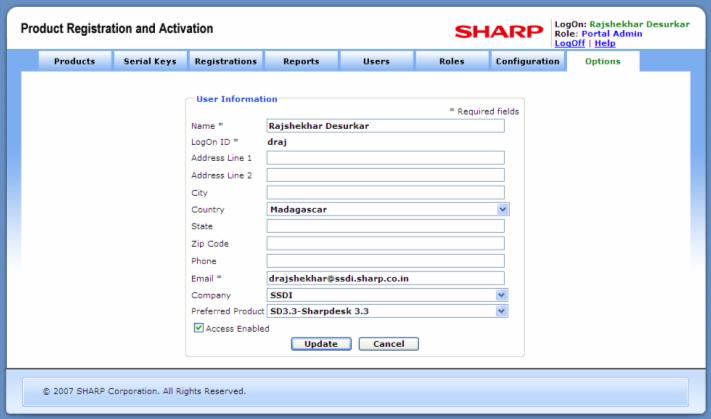 Product Registration and Activation
SHARP
LogOn: Rajshekhar Desurkar
Role: Portal Admin
LogOff | Help
Products Serial Keys Registrations Reports Users Roles Configuration Options
User Information
* Required fields
Name * Rajshekhar Desurkar
LogOn ID * draj
Address Line 1
Address Line 2
City
Country Madagascar
State
Zip Code
Phone
Email * drajshekhar@ssdi.sharp.co.in
Company SSDI
Preferred Product SD3.3-Sharpdesk 3.3
Access Enabled
Update Cancel
© 2007 SHARP Corporation. All Rights Reserved.